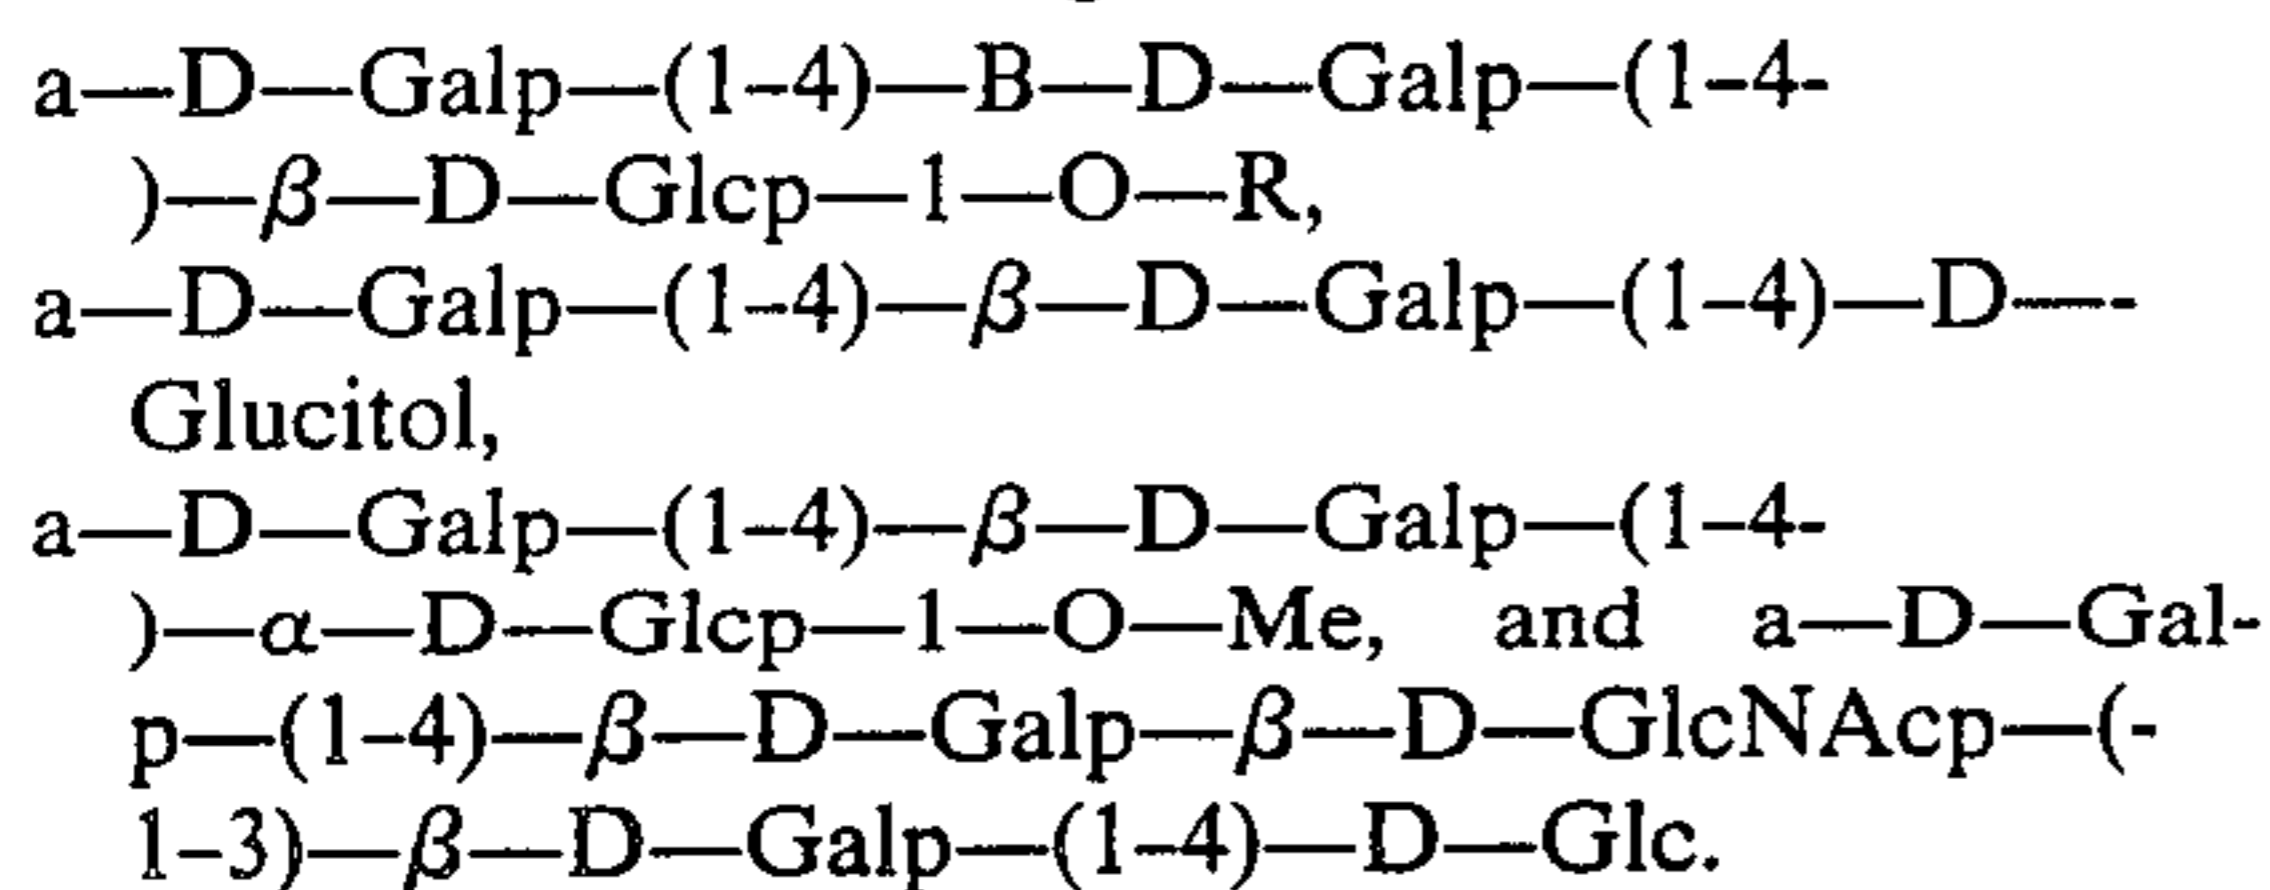 a—D—Galp—(1-4)—B—D—Galp—(1-4-
)—β—D—Glcp—1—O—R,
a—D—Galp—(1-4)—β—D—Galp—(1-4)—D—-
Glucitol,
a—D—Galp—(1-4)—β—D—Galp—(1-4-
)—α—D—Glcp—1—O—Me, and a—D—Gal-
p—(1-4)—β—D—Galp—β—D—GlcNAcp—(-
1-3)—β—D—Galp—(1-4)—D—Glc.